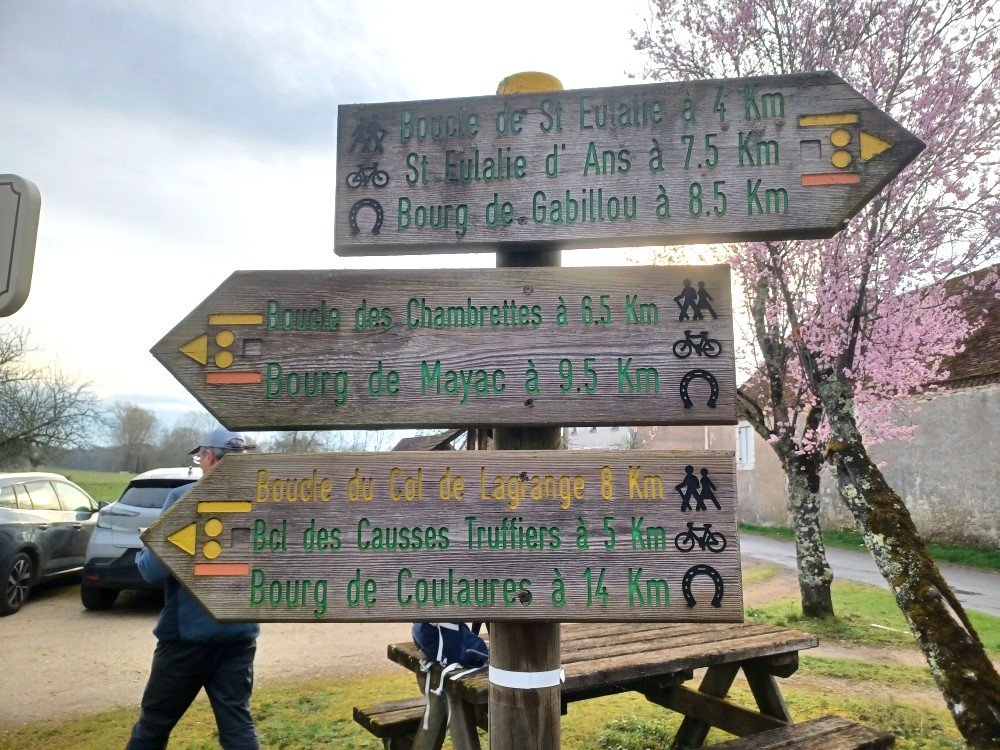 Boucle de St Eulalie à 4 Km
St Eulalie d' Ans à 7.5 Km
Bourg de Gabillou à 8.5 Km
Boucle des Chambrettes à 6.5 Km
Bourg de Mayac à 9.5 Km
Boucle du Col de Lagrange 8 Km
Bcl des Causses Truffiers à 5 Km
Bourg de Coulaures à 14 Km